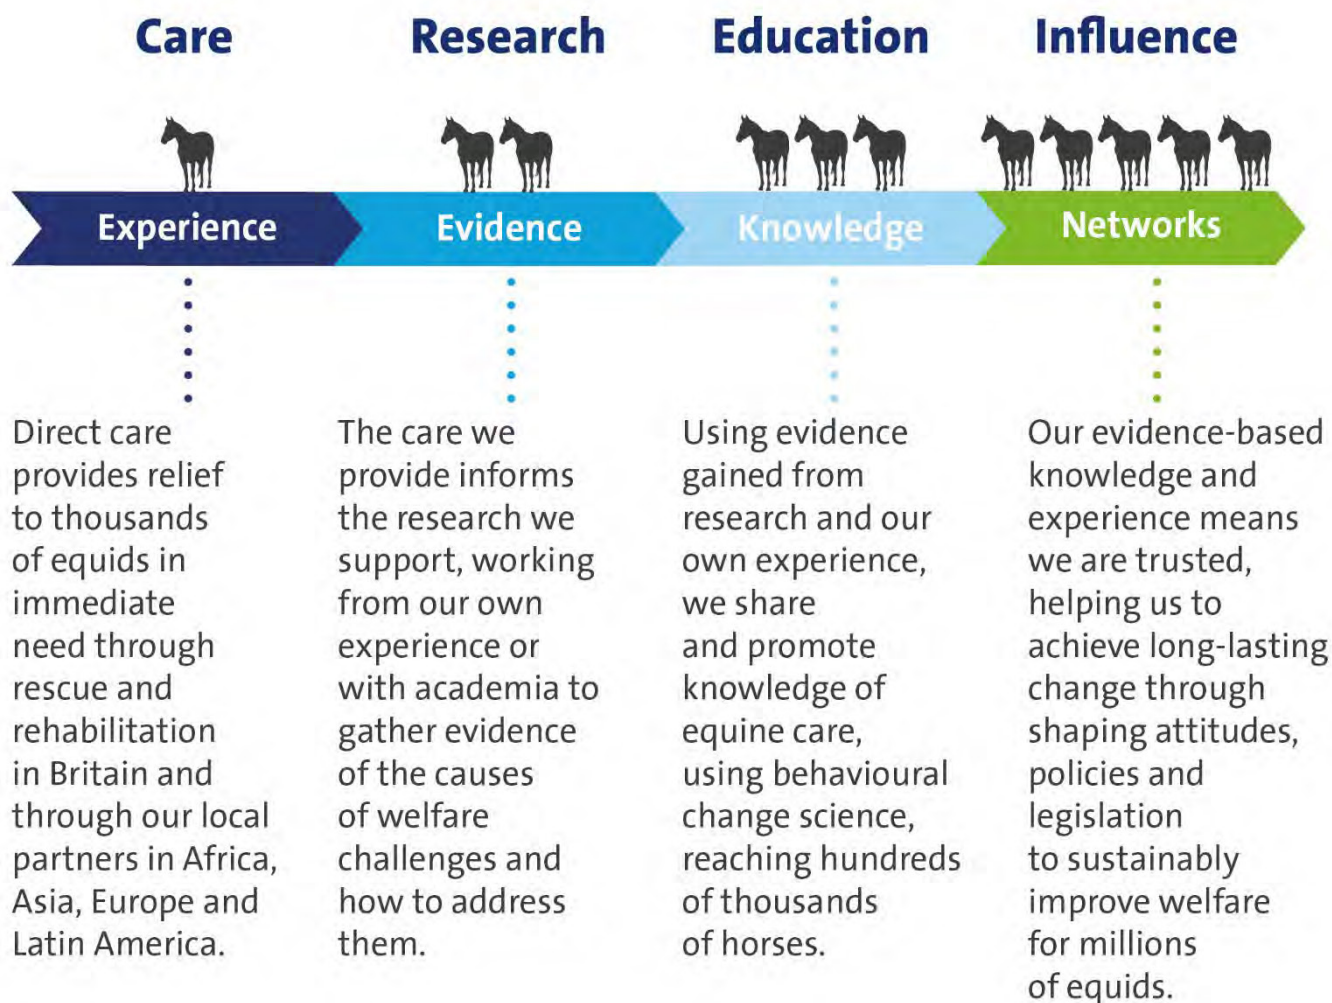 Care
Research
Education
Influence
Experience
Evidence
Knowledge
Networks
Direct care
provides relief
to thousands
of equids in
immediate
need through
rescue and
rehabilitation
in Britain and
through our local
partners in Africa,
Asia, Europe and
Latin America.
The care we
provide informs
the research we
support, working
from our own
experience or
with academia to
gather evidence
of the causes
of welfare
challenges and
how to address
them.
Using evidence
gained from
research and our
own experience,
we share
and promote
knowledge of
equine care,
using behavioural
change science,
reaching hundreds
of thousands
of horses.
Our evidence-based
knowledge and
experience means
we are trusted,
helping us to
achieve long-lasting
change through
shaping attitudes,
policies and
legislation
to sustainably
improve welfare
for millions
of equids.